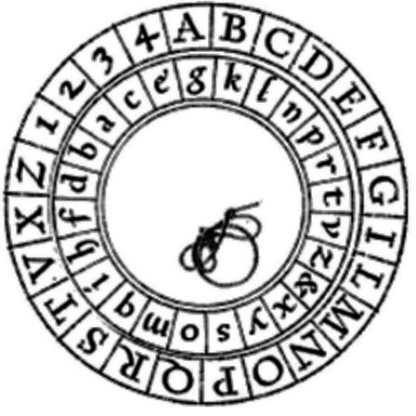 A B C D E F G I L M N O P Q R S T V X Z 1 2 3 4
g k l n p r t v z & x y s o m q i h f d b a c e